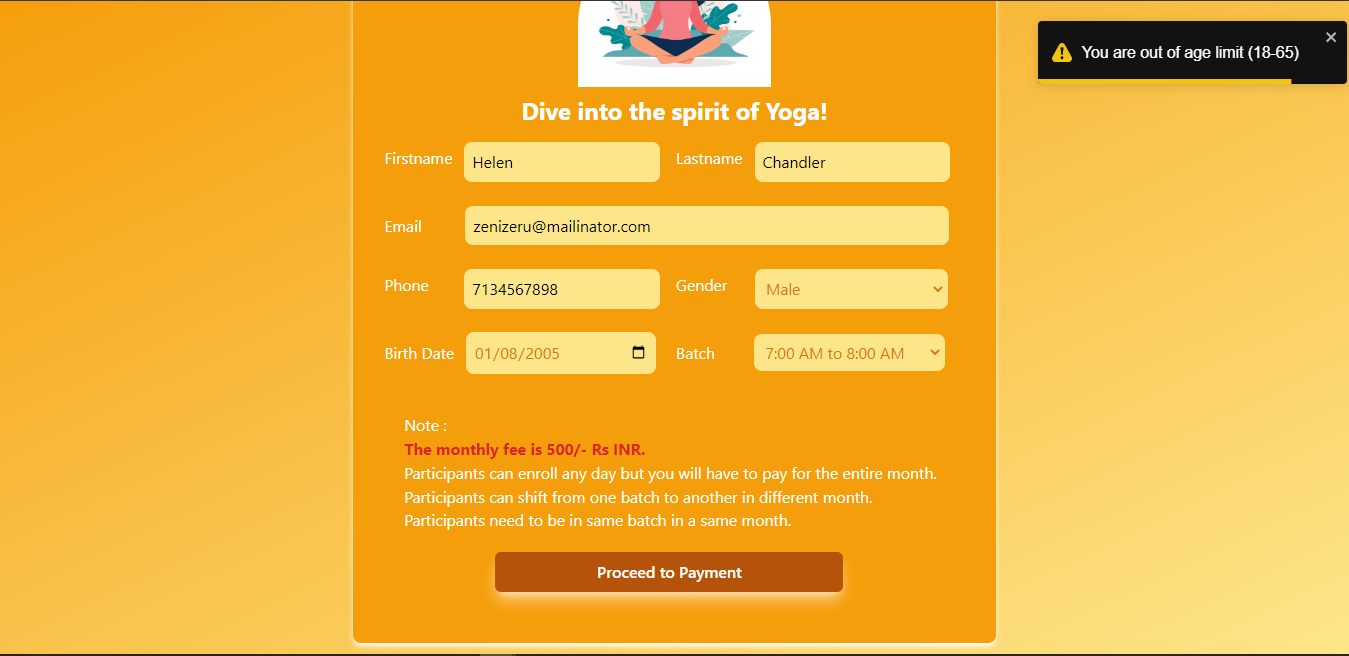 You are out of age limit (18-65)
Dive into the spirit of Yoga!
Firstname Helen Lastname Chandler
Email zenizeru@mailinator.com
Phone 7134567898 Gender Male
Birth Date 01/08/2005 Batch 7:00 AM to 8:00 AM
Note :
The monthly fee is 500/- Rs INR.
Participants can enroll any day but you will have to pay for the entire month.
Participants can shift from one batch to another in different month.
Participants need to be in same batch in a same month.
Proceed to Payment